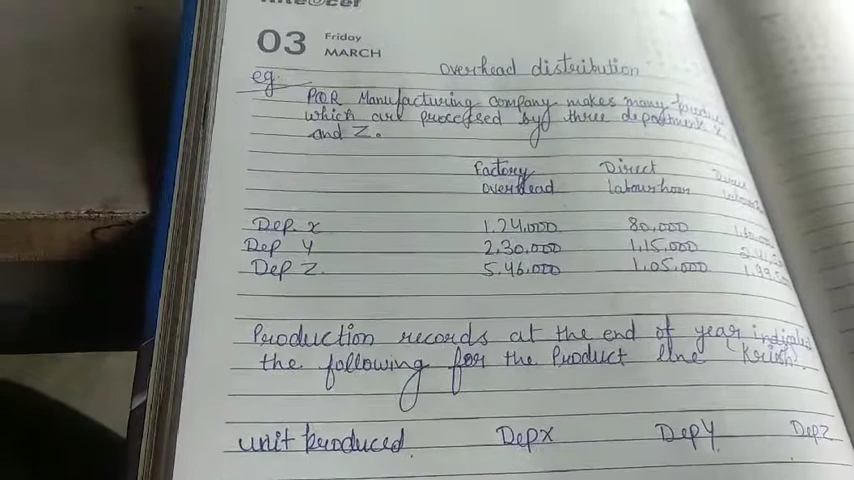 03 Friday
MARCH
overhead distribution
eg.
PQR Manufacturing company makes many
which are processed by three department x,
and Z.
Factory Direct Direct
overhead labour hour
Dep x 1,24,000 80,000
Dep y 2,30,000 1,15,000
Dep Z 5,46,000 1,05,000
Production records at the end of year
the following for the Product line (Krish).
unit produced Dep X Dep Y Dep Z